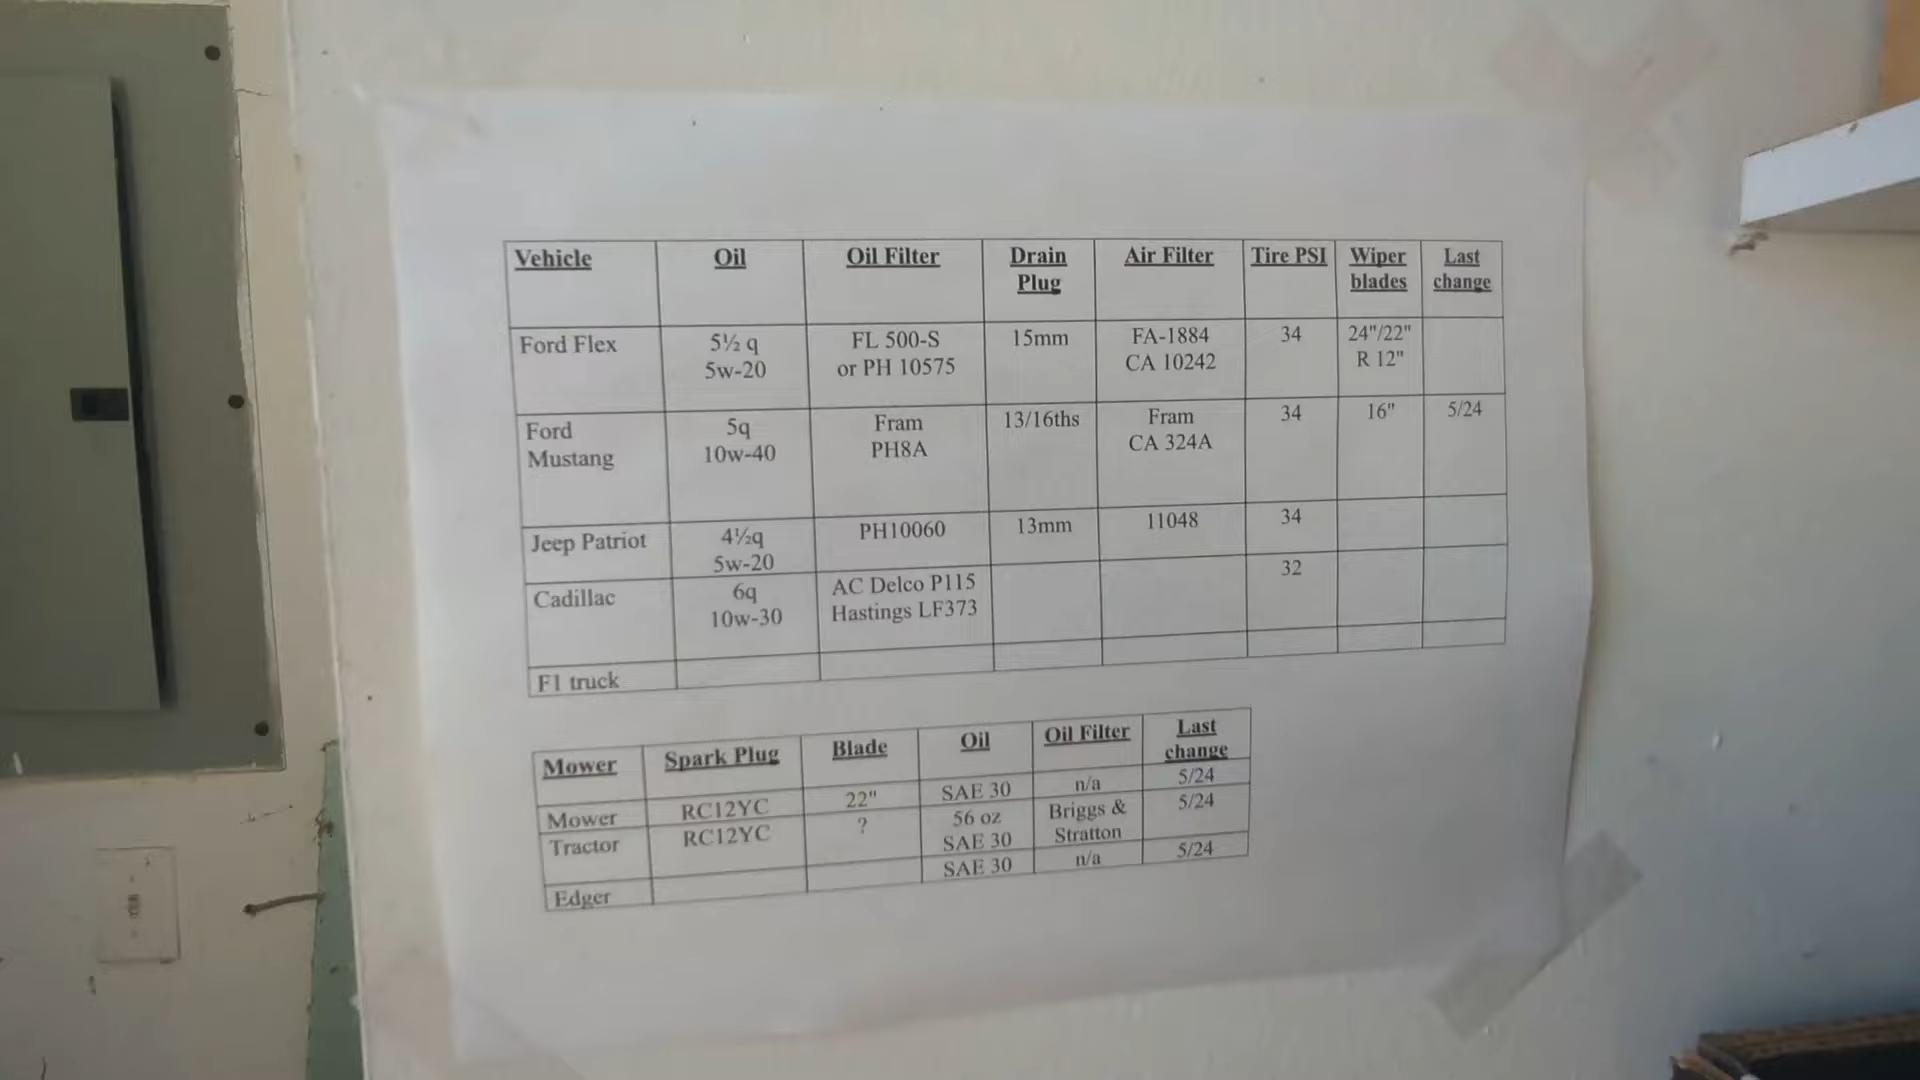 Vehicle Oil Oil Filter Drain Plug Air Filter Tire PSI Wiper blades Last change
Ford Flex 5½ q 5w-20 FL 500-S or PH 10575 15mm FA-1884 CA 10242 34 24"/22" R 12"
Ford Mustang 5q 10w-40 Fram PH8A 13/16ths Fram CA 324A 34 16" 5/24
Jeep Patriot 4½q 5w-20 PH10060 13mm 11048 34
Cadillac 6q 10w-30 AC Delco P115 Hastings LF373 32
F1 truck
Mower Spark Plug Blade Oil Oil Filter Last change
Mower RC12YC 22" SAE 30 n/a 5/24
Tractor RC12YC ? 56 oz SAE 30 Briggs & Stratton 5/24
Edger SAE 30 n/a 5/24